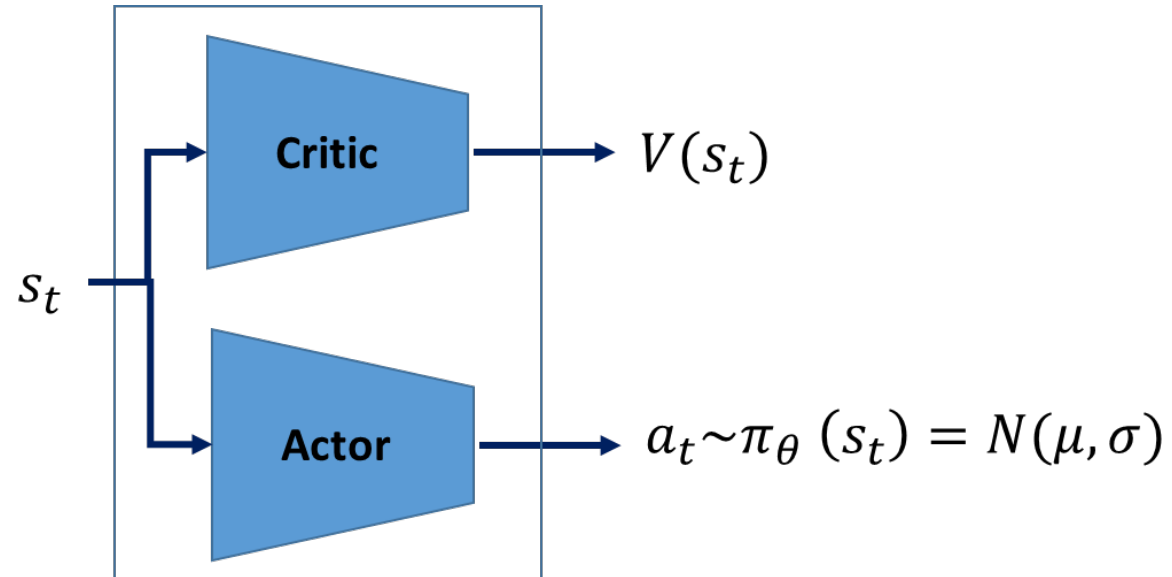 Critic
V(s_t)
s_t
Actor
a_t~π_θ (s_t) = N(μ, σ)